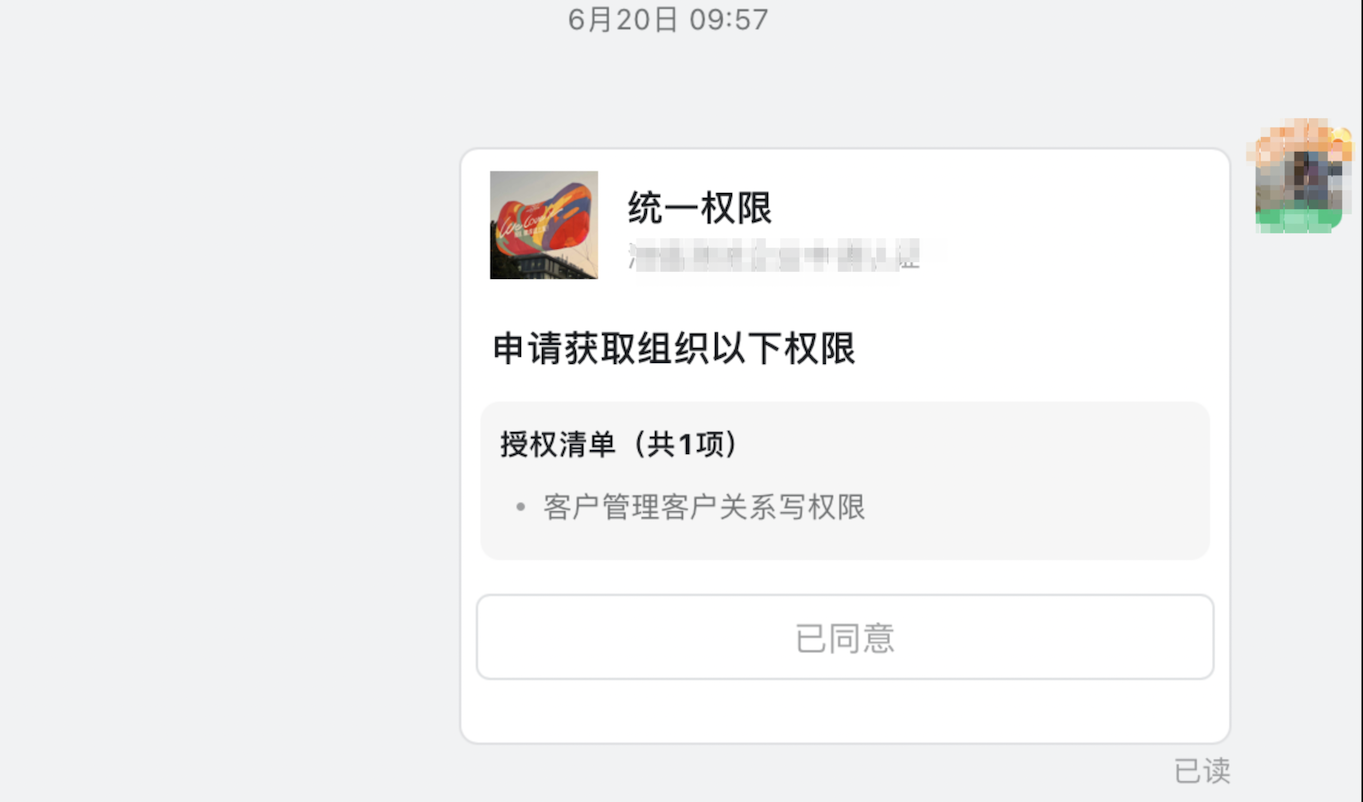 6月20日 09:57
统一权限
申请获取组织以下权限
授权清单（共1项）
• 客户管理客户关系写权限
已同意
已读